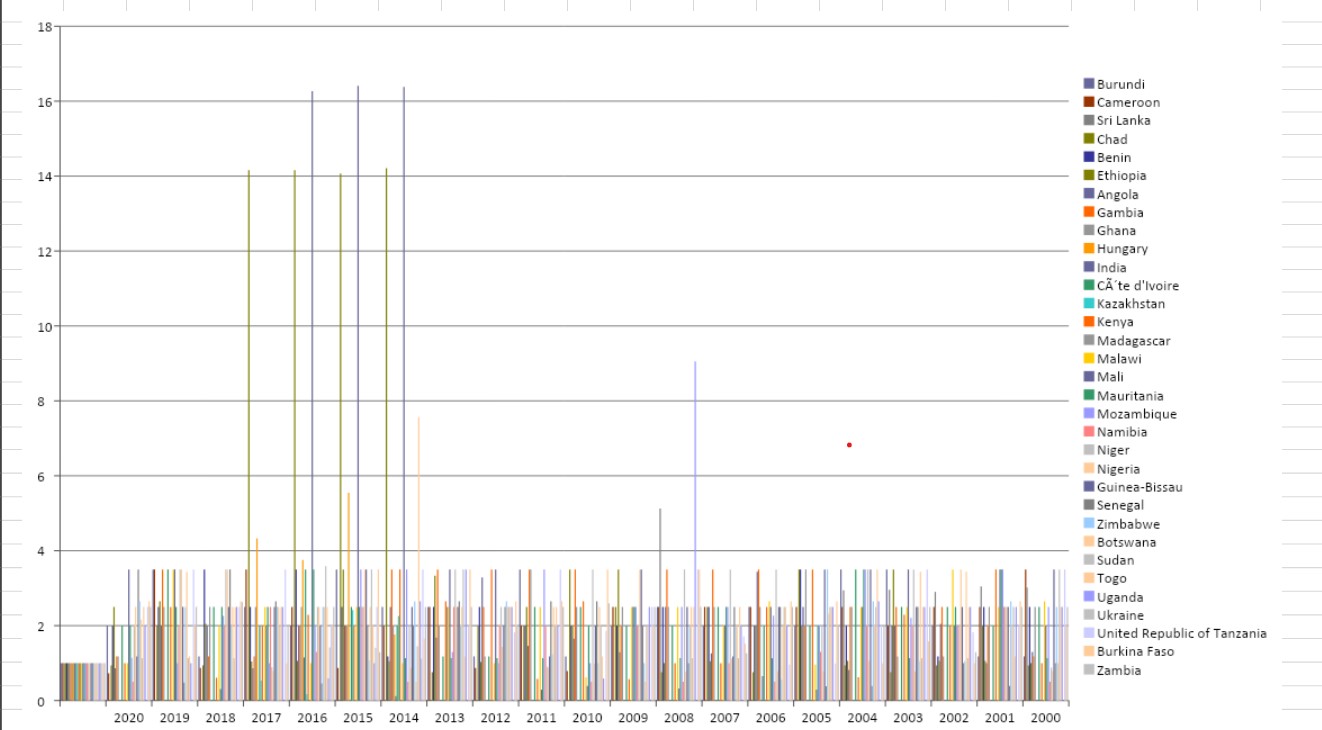 18
16
14
12
10
8
6
4
2
0
2020 2019 2018 2017 2016 2015 2014 2013 2012 2011 2010 2009 2008 2007 2006 2005 2004 2003 2002 2001 2000
Burundi
Cameroon
Sri Lanka
Chad
Benin
Ethiopia
Angola
Gambia
Ghana
Hungary
India
CÃ´te d'Ivoire
Kazakhstan
Kenya
Madagascar
Malawi
Mali
Mauritania
Mozambique
Namibia
Niger
Nigeria
Guinea-Bissau
Senegal
Zimbabwe
Botswana
Sudan
Togo
Uganda
Ukraine
United Republic of Tanzania
Burkina Faso
Zambia